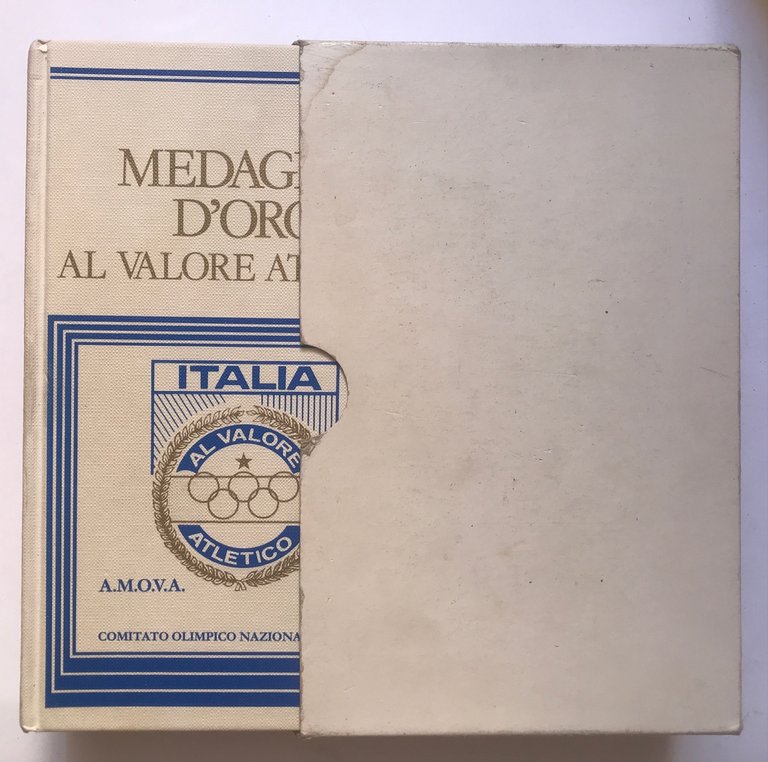 MEDAG
D'ORO
AL VALORE AT
ITALIA
AL VALORE
ATLETICO
A.M.O.V.A.
COMITATO OLIMPICO NAZIONA